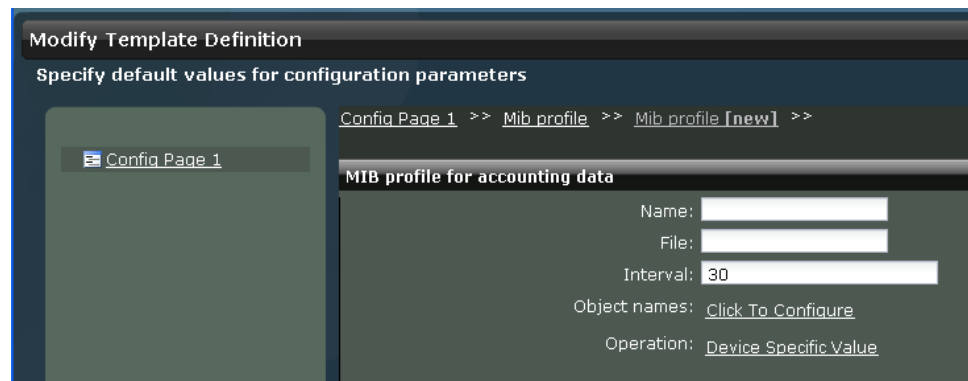 Modify Template Definition
Specify default values for configuration parameters
Config Page 1 >> Mib profile >> Mib profile [new] >>
Config Page 1
MIB profile for accounting data
Name:
File:
Interval: 30
Object names: Click To Configure
Operation: Device Specific Value